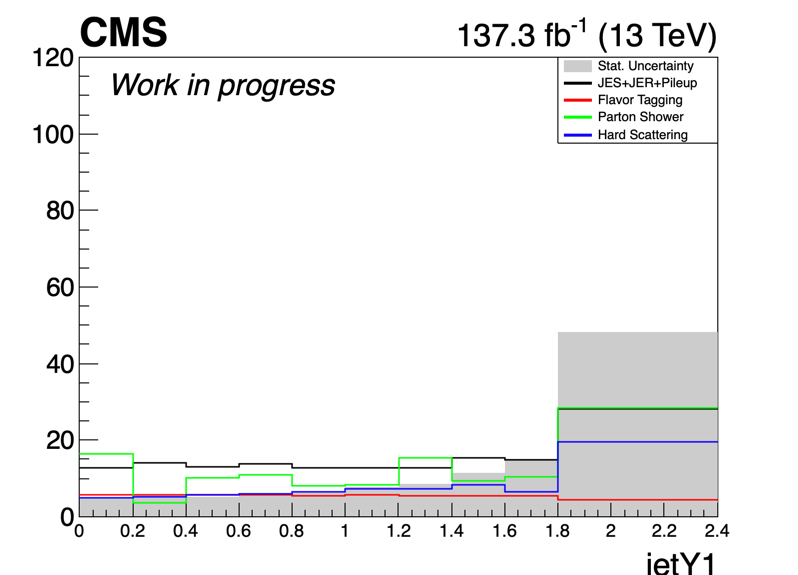 CMS
137.3 fb-1 (13 TeV)
Work in progress
Stat. Uncertainty
JES+JER+Pileup
Flavor Tagging
Parton Shower
Hard Scattering
120
100
80
60
40
20
0
0 0.2 0.4 0.6 0.8 1 1.2 1.4 1.6 1.8 2 2.2 2.4
jetY1